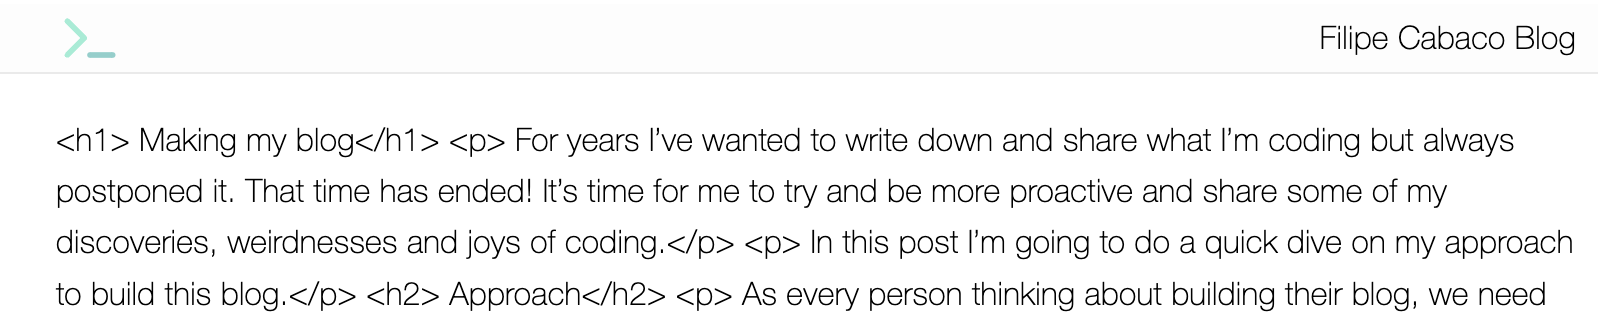 Filipe Cabaco Blog
<h1> Making my blog</h1> <p> For years I’ve wanted to write down and share what I’m coding but always
postponed it. That time has ended! It’s time for me to try and be more proactive and share some of my
discoveries, weirdnesses and joys of coding.</p> <p> In this post I’m going to do a quick dive on my approach
to build this blog.</p> <h2> Approach</h2> <p> As every person thinking about building their blog, we need